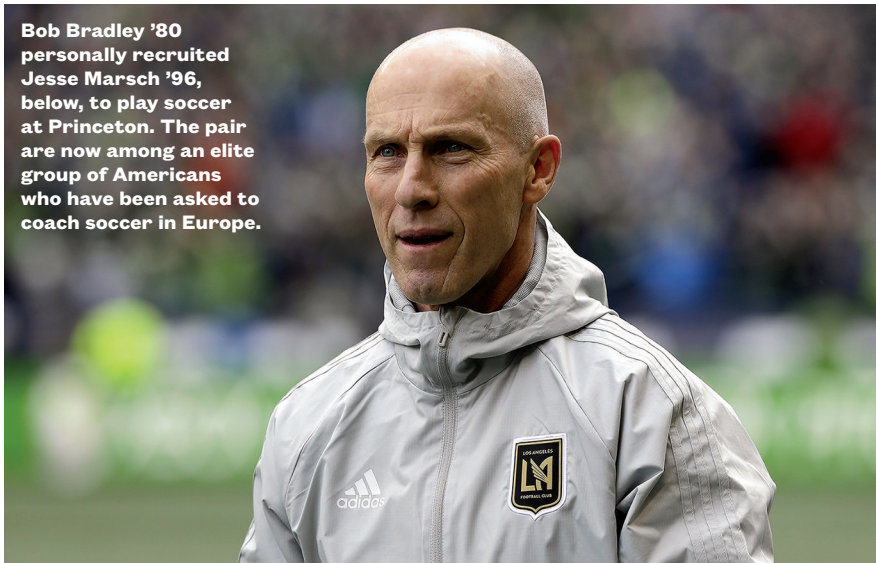 Bob Bradley ’80
personally recruited
Jesse Marsch ’96,
below, to play soccer
at Princeton. The pair
are now among an elite
group of Americans
who have been asked to
coach soccer in Europe.
adidas
LOS ANGELES
LA
FOOTBALL CLUB